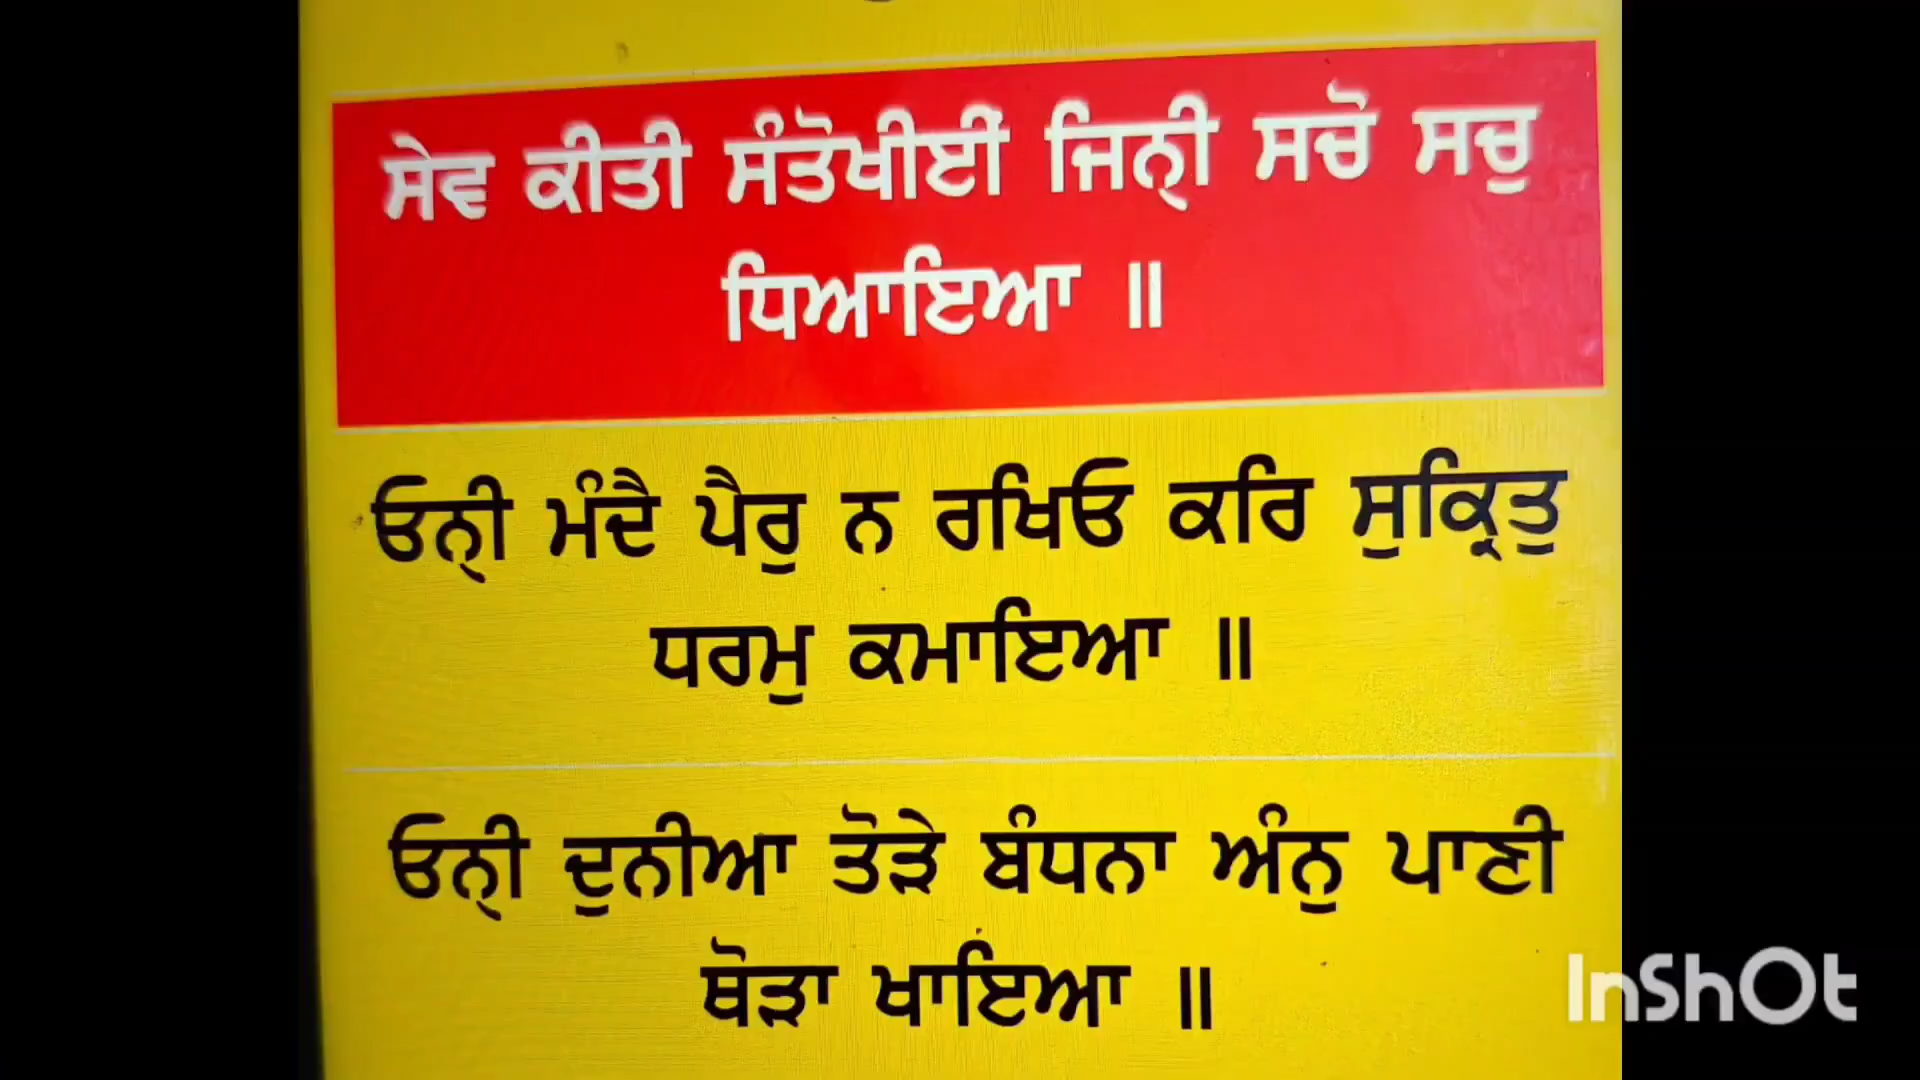 ਸੇਵ ਕੀਤੀ ਸੰਤੋਖੀਈਂ ਜਿਨੑੀ ਸਚੋ ਸਚੁ
ਧਿਆਇਆ ॥
ਓਨੑੀ ਮੰਦੈ ਪੈਰੁ ਨ ਰਖਿਓ ਕਰਿ ਸੁਕ੍ਰਿਤੁ
ਧਰਮੁ ਕਮਾਇਆ ॥
ਓਨੑੀ ਦੁਨੀਆ ਤੋੜੇ ਬੰਧਨਾ ਅੰਨੁ ਪਾਣੀ
ਥੋੜਾ ਖਾਇਆ ॥
InShOt